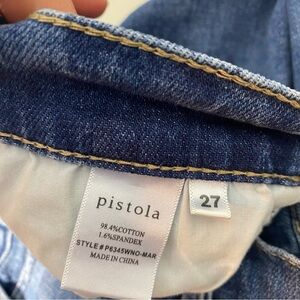 pistola
27
98.4%COTTON
1.6%SPANDEX
STYLE # P6345WNO-MAR
MADE IN CHINA